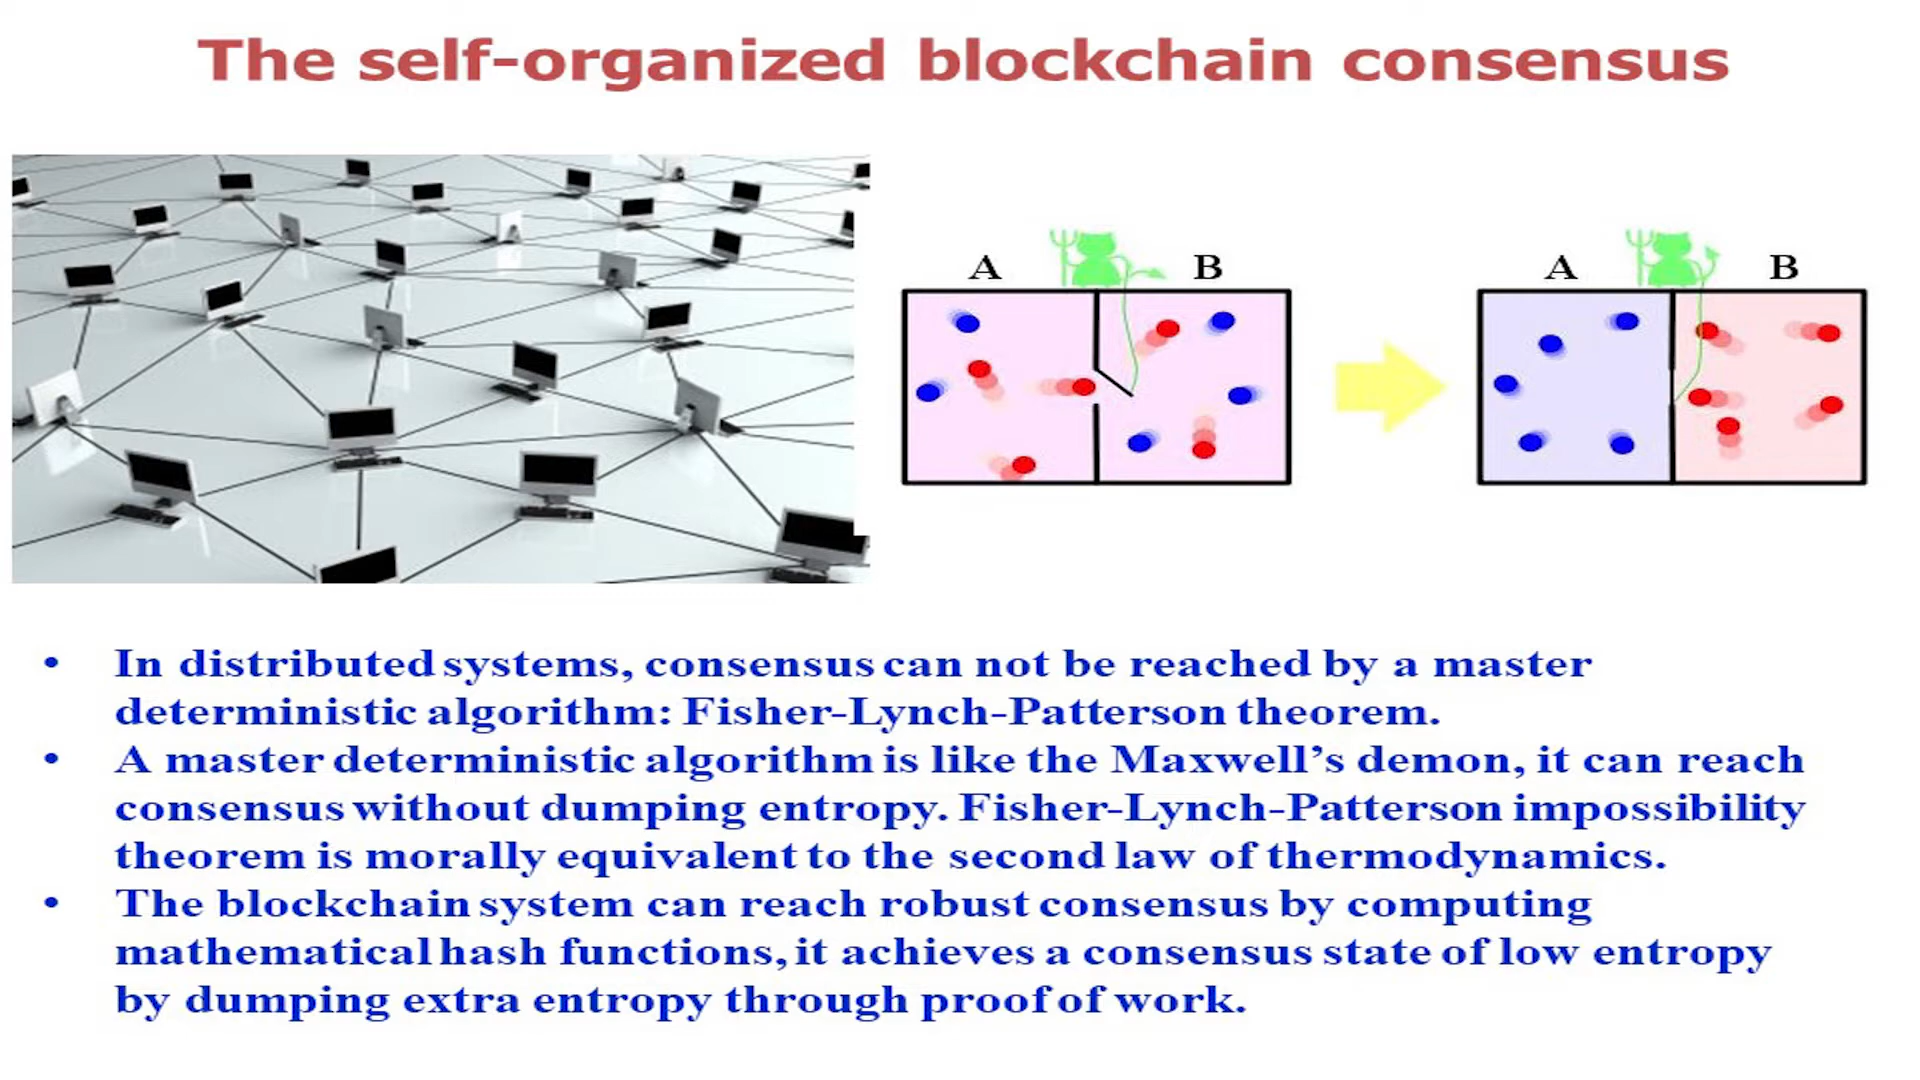 The self-organized blockchain consensus
A B A B
• In distributed systems, consensus can not be reached by a master
deterministic algorithm: Fisher-Lynch-Patterson theorem.
• A master deterministic algorithm is like the Maxwell’s demon, it can reach
consensus without dumping entropy. Fisher-Lynch-Patterson impossibility
theorem is morally equivalent to the second law of thermodynamics.
• The blockchain system can reach robust consensus by computing
mathematical hash functions, it achieves a consensus state of low entropy
by dumping extra entropy through proof of work.